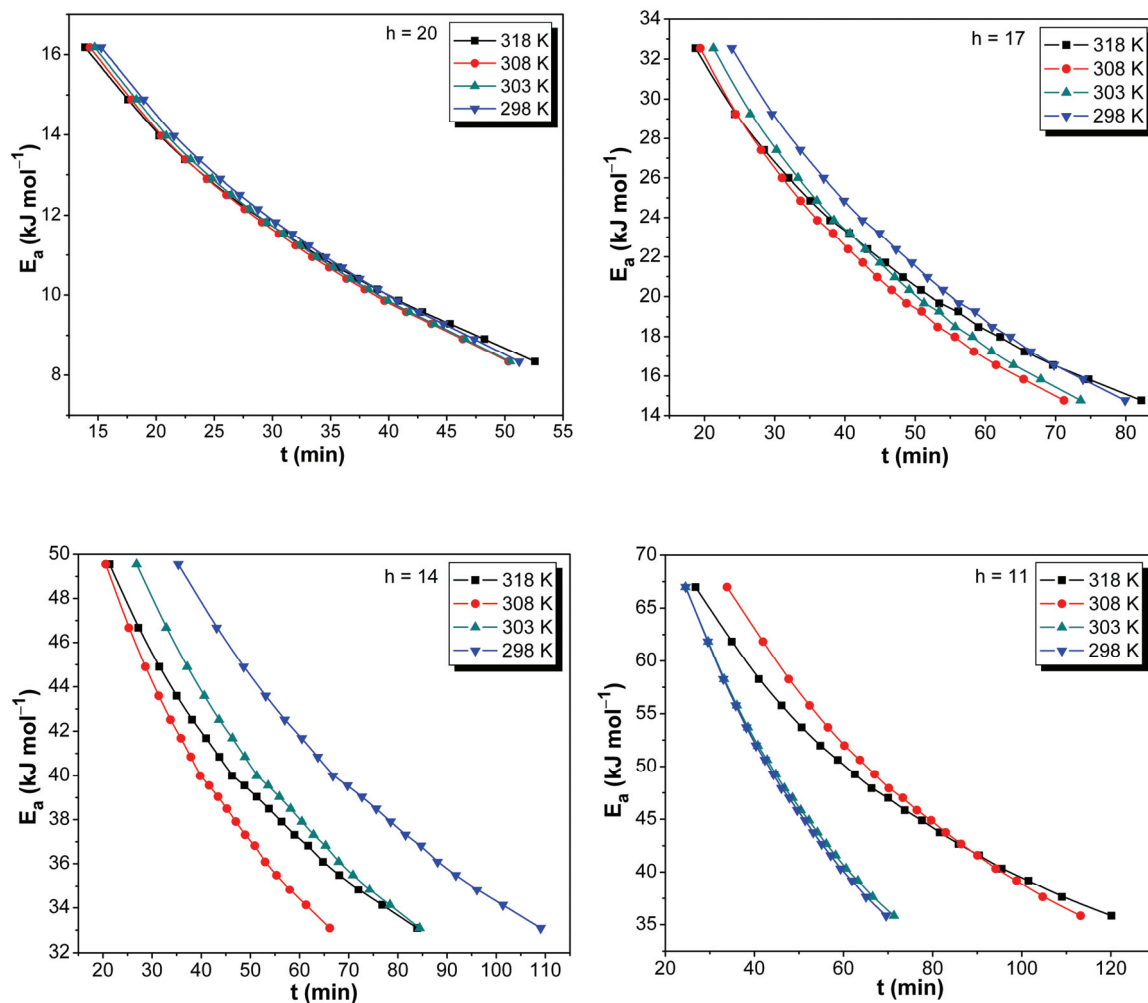 h = 20
318 K
308 K
303 K
298 K
16
14
12
10
8
Eₐ (kJ mol⁻¹)
15 20 25 30 35 40 45 50 55
t (min)
h = 17
318 K
308 K
303 K
298 K
34
32
30
28
26
24
22
20
18
16
14
Eₐ (kJ mol⁻¹)
20 30 40 50 60 70 80
t (min)
h = 14
318 K
308 K
303 K
298 K
50
48
46
44
42
40
38
36
34
32
Eₐ (kJ mol⁻¹)
20 30 40 50 60 70 80 90 100 110
t (min)
h = 11
318 K
308 K
303 K
298 K
70
65
60
55
50
45
40
35
30
Eₐ (kJ mol⁻¹)
20 40 60 80 100 120
t (min)